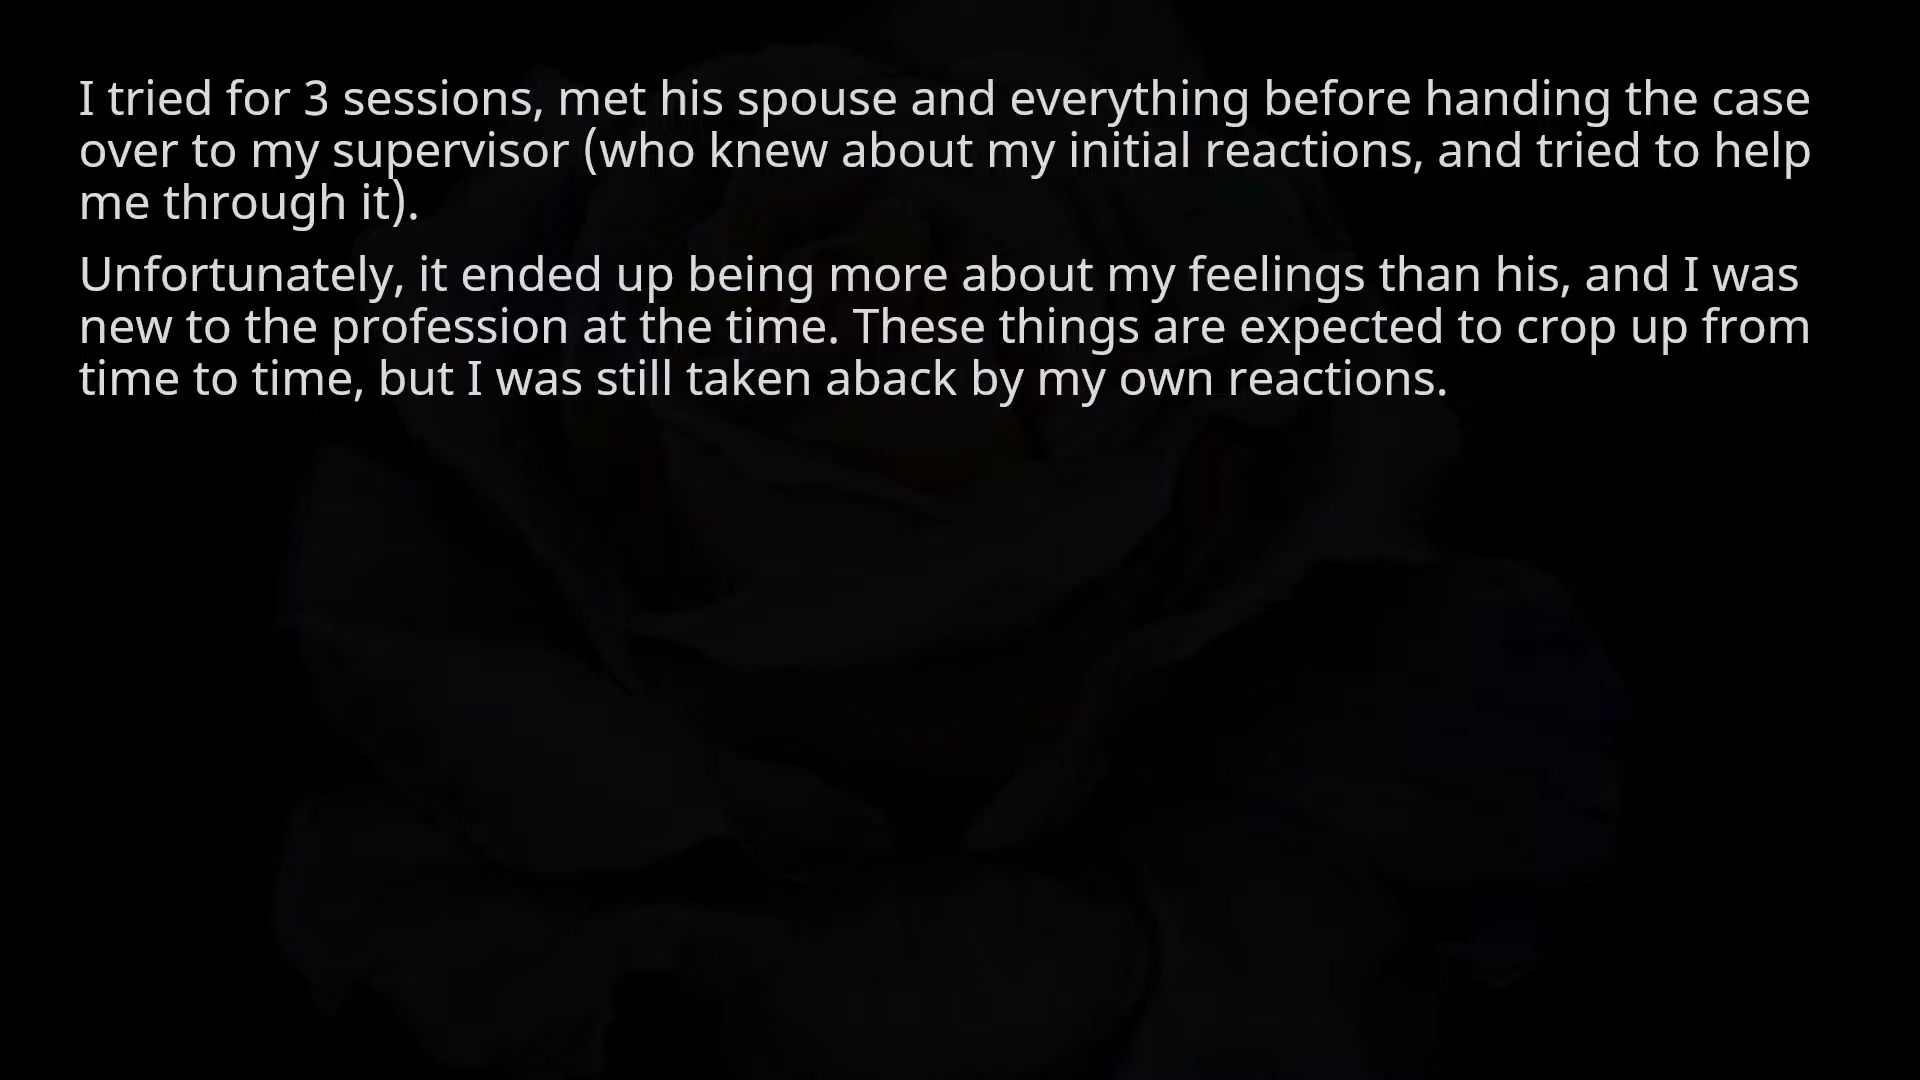 I tried for 3 sessions, met his spouse and everything before handing the case
over to my supervisor (who knew about my initial reactions, and tried to help
me through it).
Unfortunately, it ended up being more about my feelings than his, and I was
new to the profession at the time. These things are expected to crop up from
time to time, but I was still taken aback by my own reactions.